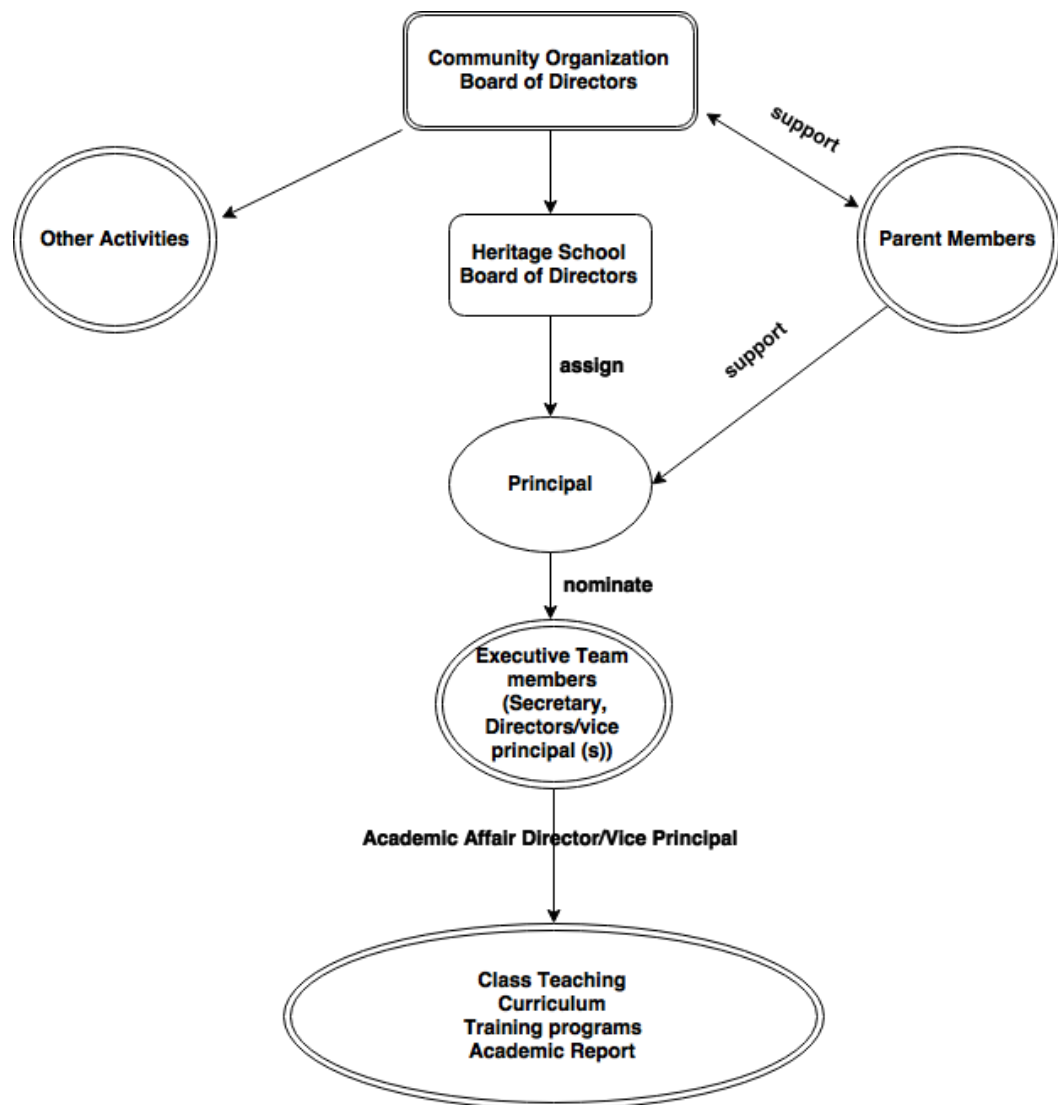 Community Organization
Board of Directors
support
Other Activities
Parent Members
Heritage School
Board of Directors
support
assign
Principal
nominate
Executive Team
members
(Secretary,
Directors/vice
principal (s))
Academic Affair Director/Vice Principal
Class Teaching
Curriculum
Training programs
Academic Report